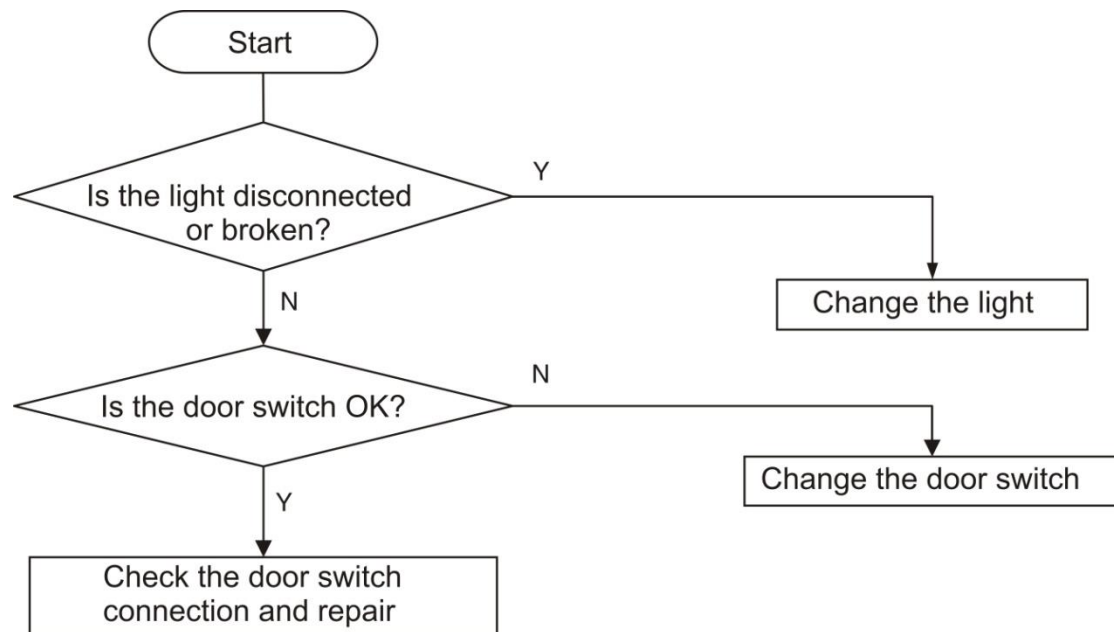 Start
Is the light disconnected
or broken?
Y
Change the light
N
Is the door switch OK?
N
Change the door switch
Y
Check the door switch
connection and repair